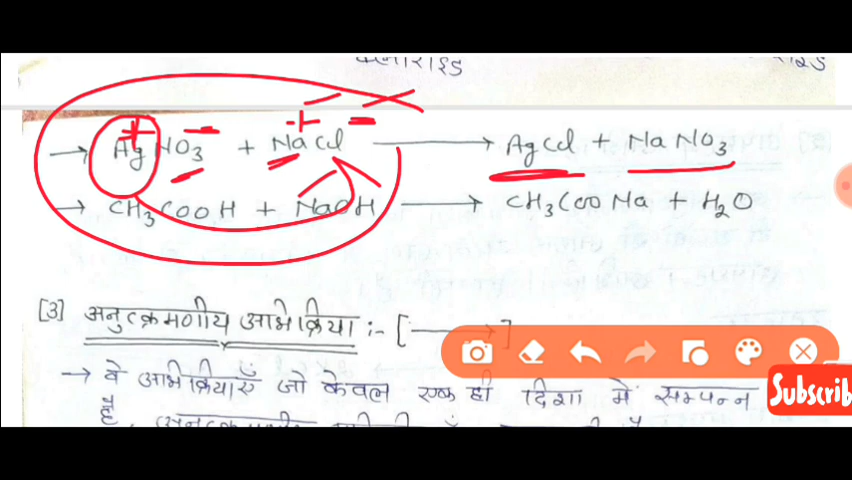 → AgNO₃ + NaCl ⟶ AgCl + NaNO₃
→ CH₃COOH + NaOH ⟶ CH₃COONa + H₂O
[3] अनुत्क्रमणीय अभिक्रिया :- [⟶]
→ वे अभिक्रियाएँ जो केवल एक ही दिशा में सम्पन्न
है
Subscrib